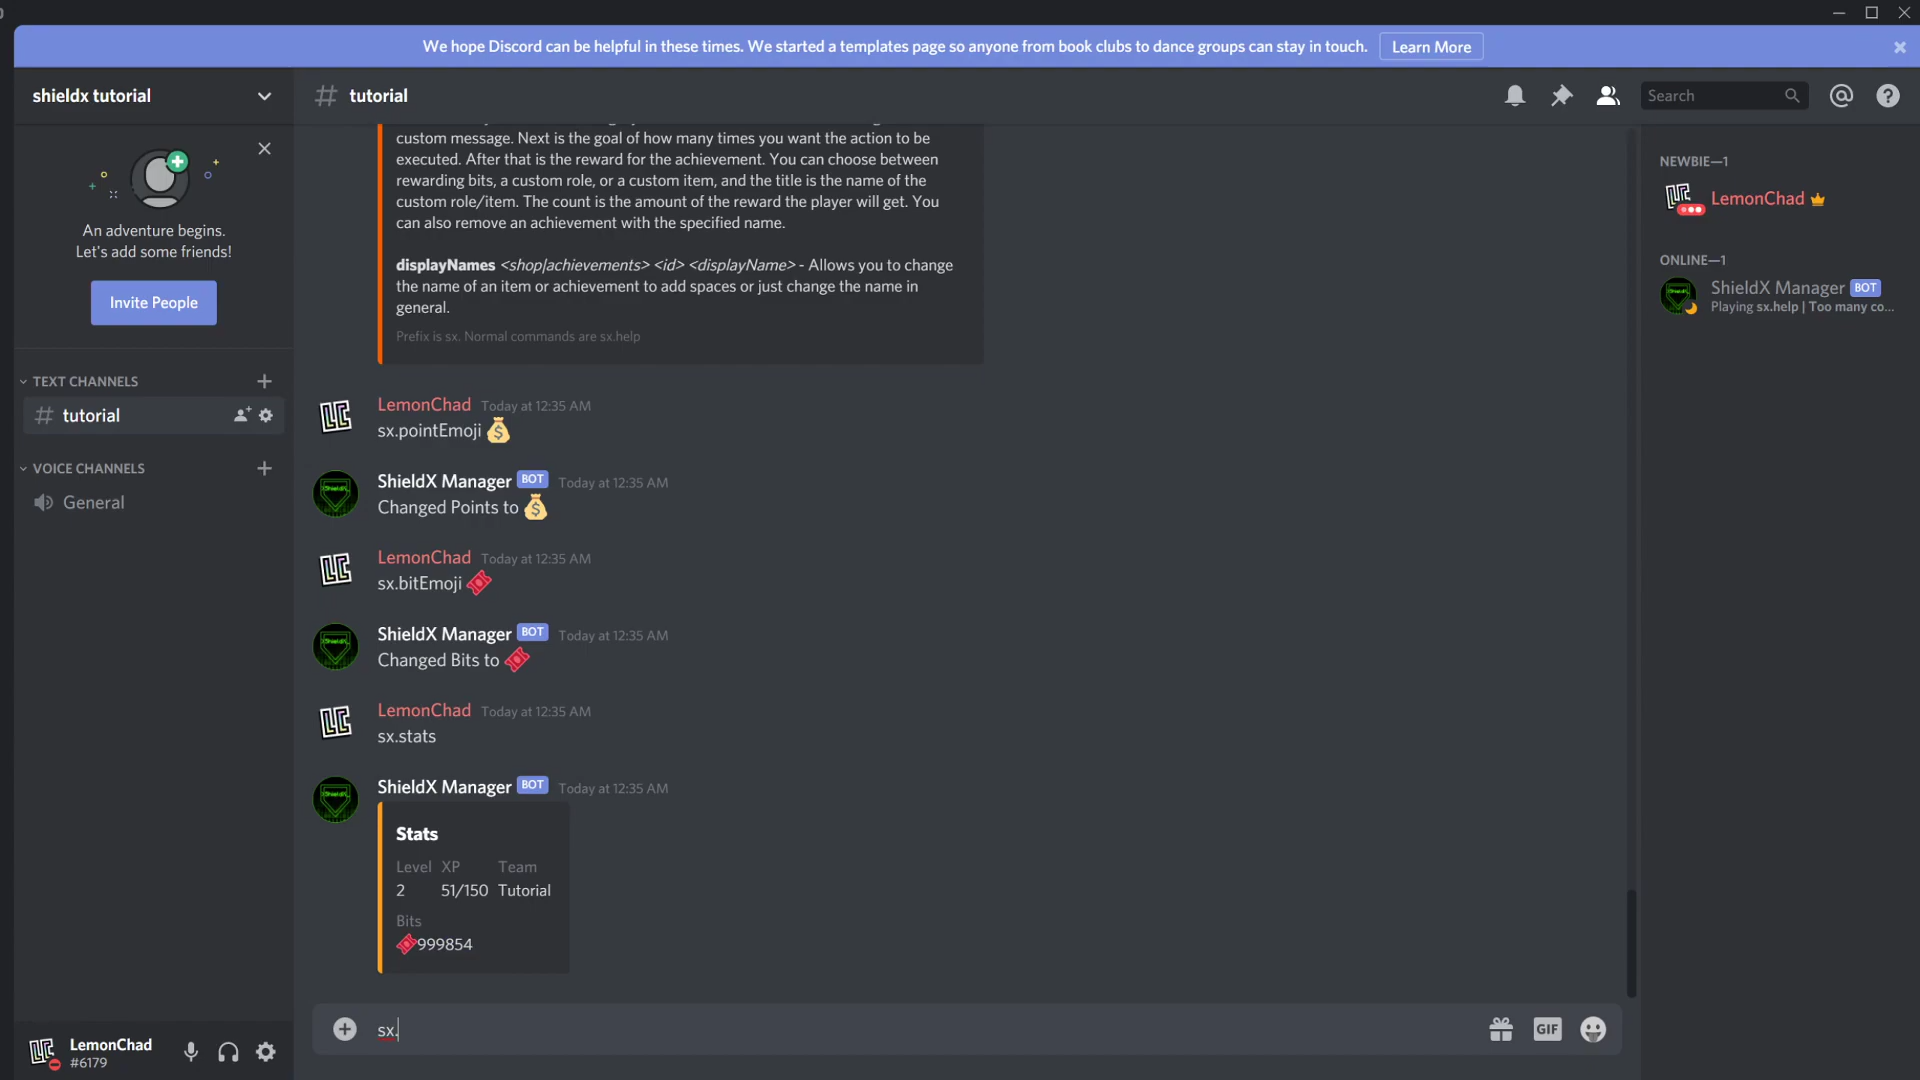 We hope Discord can be helpful in these times. We started a templates page so anyone from book clubs to dance groups can stay in touch. Learn More
shieldx tutorial
tutorial
Search
An adventure begins.
Let's add some friends!
Invite People
TEXT CHANNELS
tutorial
VOICE CHANNELS
General
custom message. Next is the goal of how many times you want the action to be
executed. After that is the reward for the achievement. You can choose between
rewarding bits, a custom role, or a custom item, and the title is the name of the
custom role/item. The count is the amount of the reward the player will get. You
can also remove an achievement with the specified name.
displayNames <shop|achievements> <id> <displayName> - Allows you to change
the name of an item or achievement to add spaces or just change the name in
general.
Prefix is sx. Normal commands are sx.help
LemonChad Today at 12:35 AM
sx.pointEmoji 💰
ShieldX Manager BOT Today at 12:35 AM
Changed Points to 💰
LemonChad Today at 12:35 AM
sx.bitEmoji 🎟
ShieldX Manager BOT Today at 12:35 AM
Changed Bits to 🎟
LemonChad Today at 12:35 AM
sx.stats
ShieldX Manager BOT Today at 12:35 AM
Stats
Level XP Team
2 51/150 Tutorial
Bits
🎟999854
sx.
GIF
NEWBIE—1
LemonChad
ONLINE—1
ShieldX Manager BOT
Playing sx.help | Too many co...
LemonChad
#6179